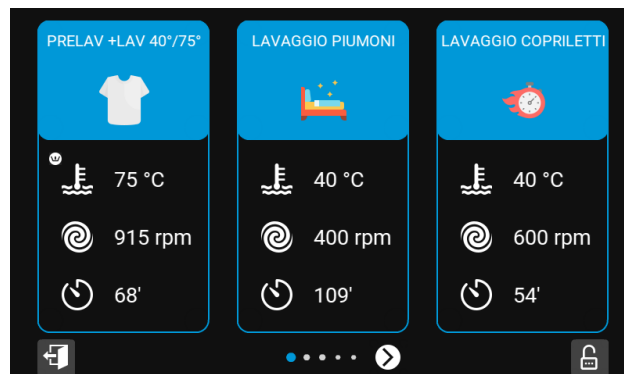 PRELAV +LAV 40°/75°
75 °C
915 rpm
68'
LAVAGGIO PIUMONI
40 °C
400 rpm
109'
LAVAGGIO COPRILETTI
40 °C
600 rpm
54'